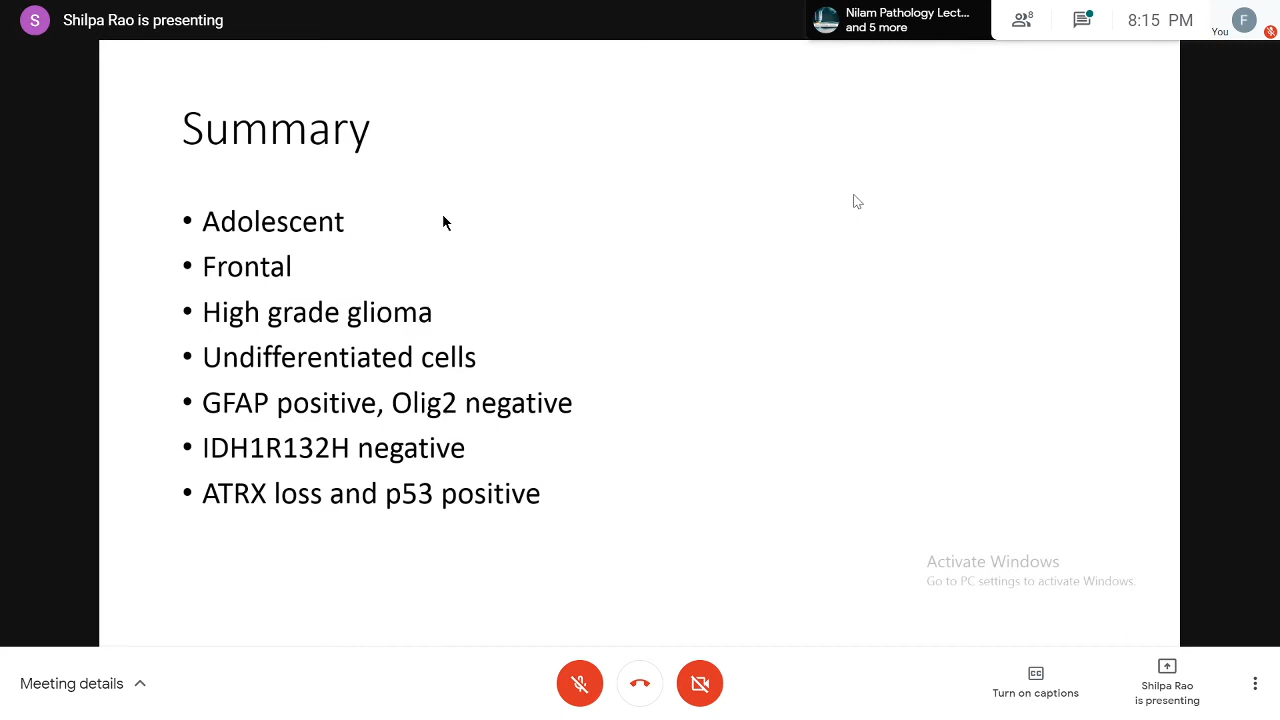 S Shilpa Rao is presenting
Nilam Pathology Lect...
and 5 more
8
8:15 PM
You
F
Summary
• Adolescent
• Frontal
• High grade glioma
• Undifferentiated cells
• GFAP positive, Olig2 negative
• IDH1R132H negative
• ATRX loss and p53 positive
Activate Windows
Go to PC settings to activate Windows.
Meeting details
CC
Turn on captions
Shilpa Rao
is presenting